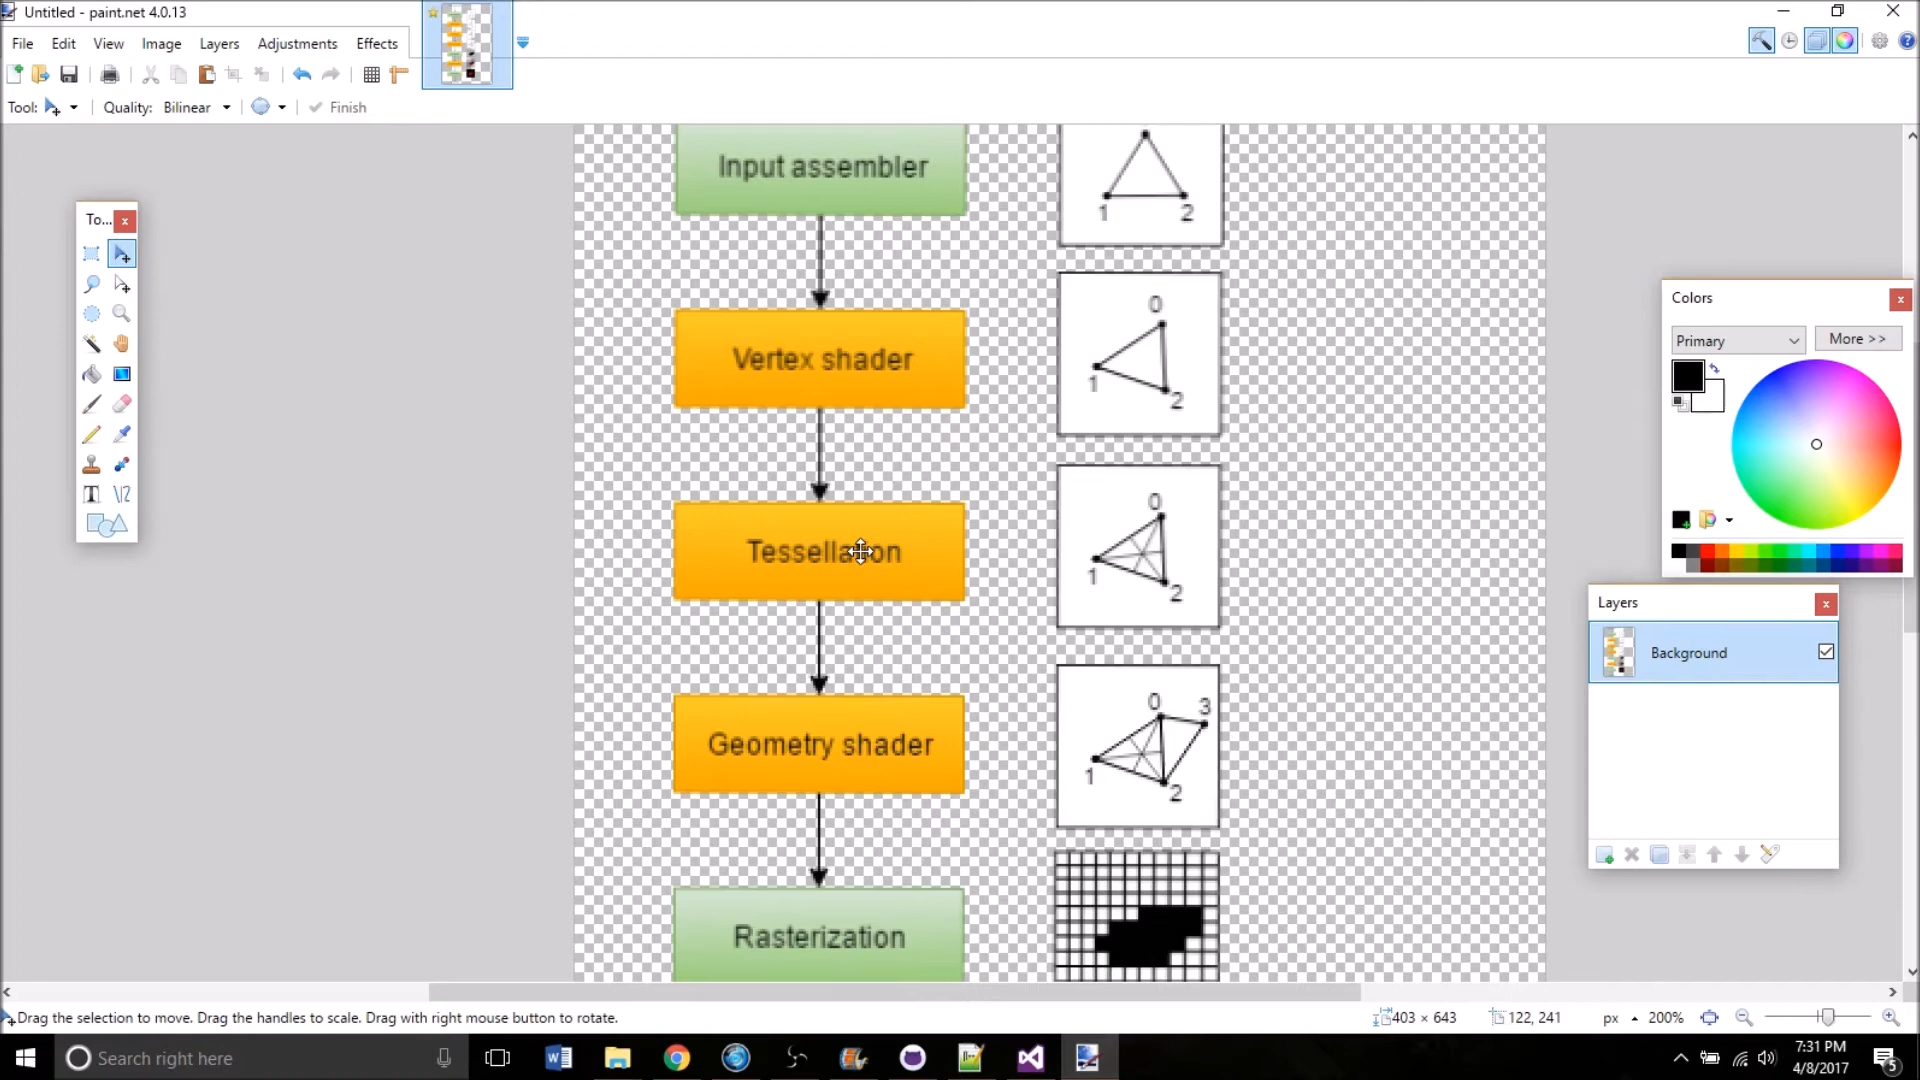 Untitled - paint.net 4.0.13
File Edit View Image Layers Adjustments Effects
Tool: Quality: Bilinear Finish
To...
Input assembler
1 2
Vertex shader
0
1
2
Tessellation
0
1
2
Geometry shader
0 3
1
2
Rasterization
Colors
Primary More >>
Layers
Background
Drag the selection to move. Drag the handles to scale. Drag with right mouse button to rotate.
403 × 643 122, 241 px 200%
Search right here
7:31 PM
4/8/2017
5